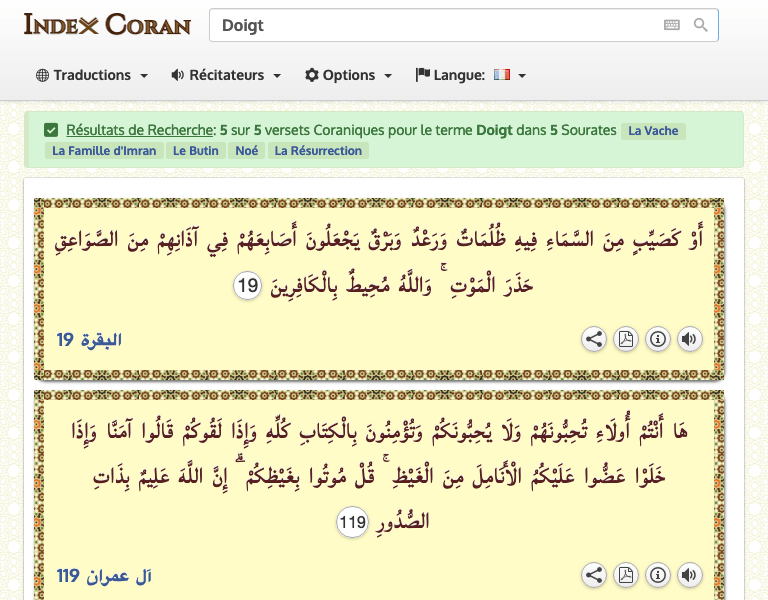 Index Coran
Doigt
Traductions Récitateurs Options Langue:
Résultats de Recherche: 5 sur 5 versets Coraniques pour le terme Doigt dans 5 Sourates La Vache
La Famille d'Imran Le Butin Noé La Résurrection
أَوْ كَصَيِّبٍ مِنَ السَّمَاءِ فِيهِ ظُلُمَاتٌ وَرَعْدٌ وَبَرْقٌ يَجْعَلُونَ أَصَابِعَهُمْ فِي آذَانِهِمْ مِنَ الصَّوَاعِقِ
حَذَرَ الْمَوْتِ ۚ وَاللَّهُ مُحِيطٌ بِالْكَافِرِينَ 19
البقرة 19
هَا أَنْتُمْ أُولَاءِ تُحِبُّونَهُمْ وَلَا يُحِبُّونَكُمْ وَتُؤْمِنُونَ بِالْكِتَابِ كُلِّهِ وَإِذَا لَقُوكُمْ قَالُوا آمَنَّا وَإِذَا
خَلَوْا عَضُّوا عَلَيْكُمُ الْأَنَامِلَ مِنَ الْغَيْظِ ۚ قُلْ مُوتُوا بِغَيْظِكُمْ ۗ إِنَّ اللَّهَ عَلِيمٌ بِذَاتِ
الصُّدُورِ 119
آل عمران 119